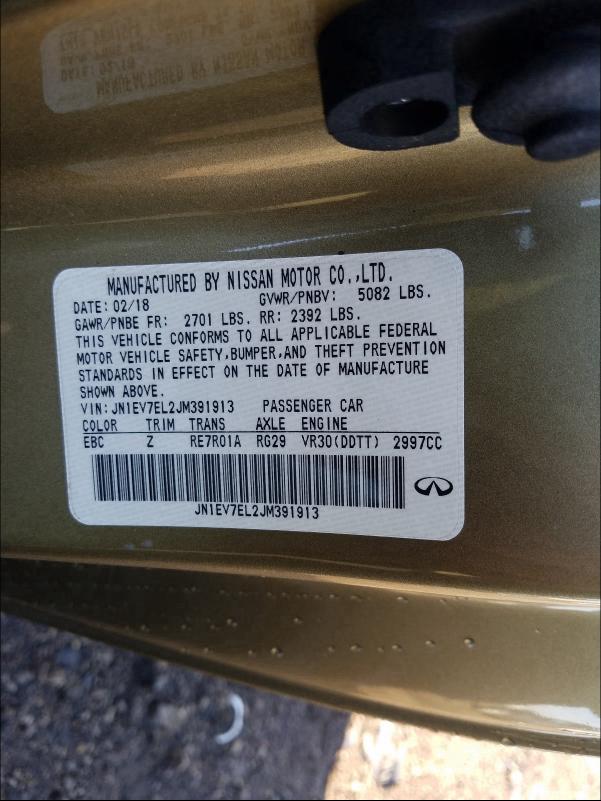 MANUFACTURED BY NISSAN MOTOR CO.,LTD.
DATE: 02/18 GVWR/PNBV: 5082 LBS.
GAWR/PNBE FR: 2701 LBS. RR: 2392 LBS.
THIS VEHICLE CONFORMS TO ALL APPLICABLE FEDERAL
MOTOR VEHICLE SAFETY,BUMPER,AND THEFT PREVENTION
STANDARDS IN EFFECT ON THE DATE OF MANUFACTURE
SHOWN ABOVE.
VIN:JN1EV7EL2JM391913 PASSENGER CAR
COLOR TRIM TRANS AXLE ENGINE
EBC Z RE7R01A RG29 VR30(DDTT) 2997CC
JN1EV7EL2JM391913